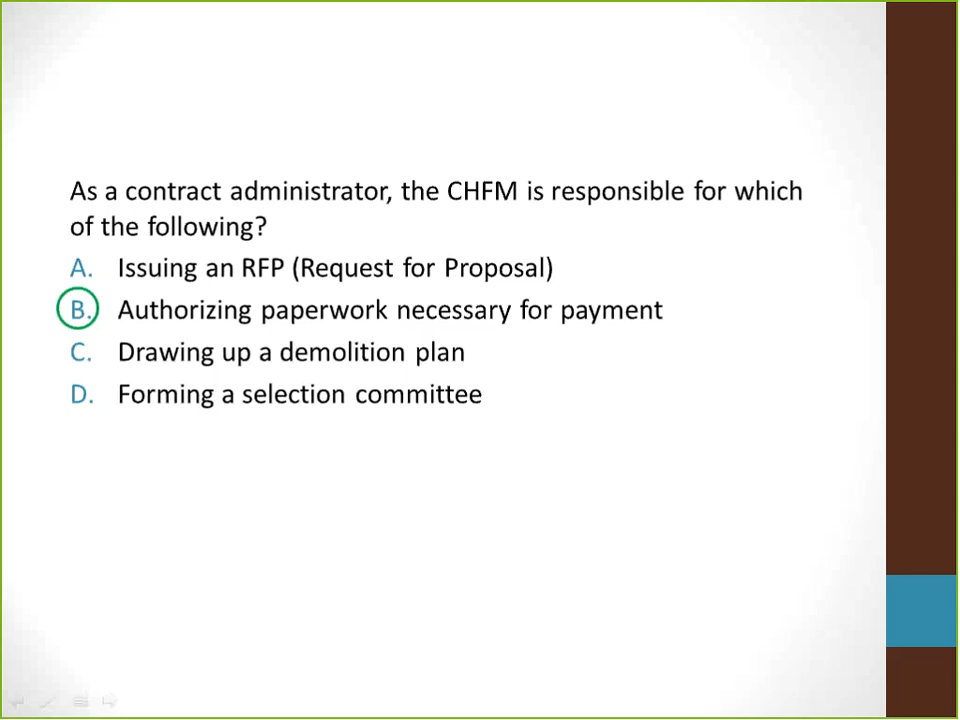 As a contract administrator, the CHFM is responsible for which
of the following?
A. Issuing an RFP (Request for Proposal)
B. Authorizing paperwork necessary for payment
C. Drawing up a demolition plan
D. Forming a selection committee